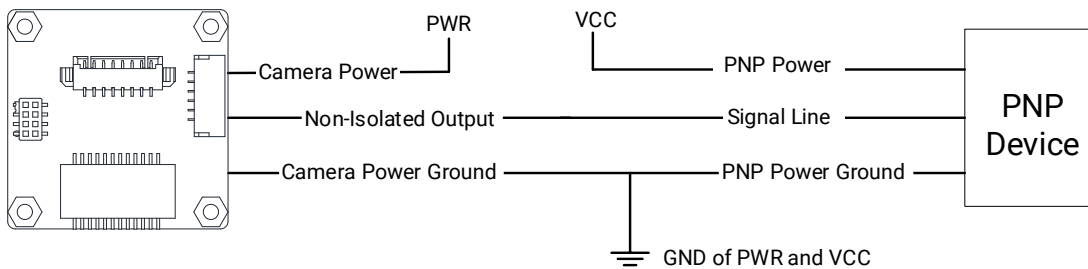 PWR
VCC
Camera Power
PNP Power
Non-Isolated Output
Signal Line
PNP
Device
Camera Power Ground
PNP Power Ground
GND of PWR and VCC